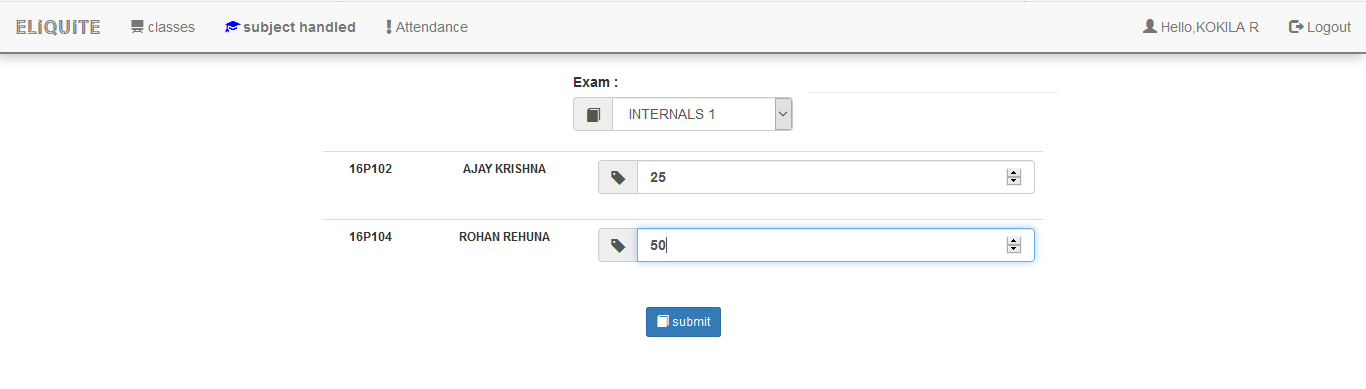 ELiQUiTE classes subject handled Attendance Hello,KOKILA R Logout
Exam :
INTERNALS 1
16P102 AJAY KRISHNA 25
16P104 ROHAN REHUNA 50
submit